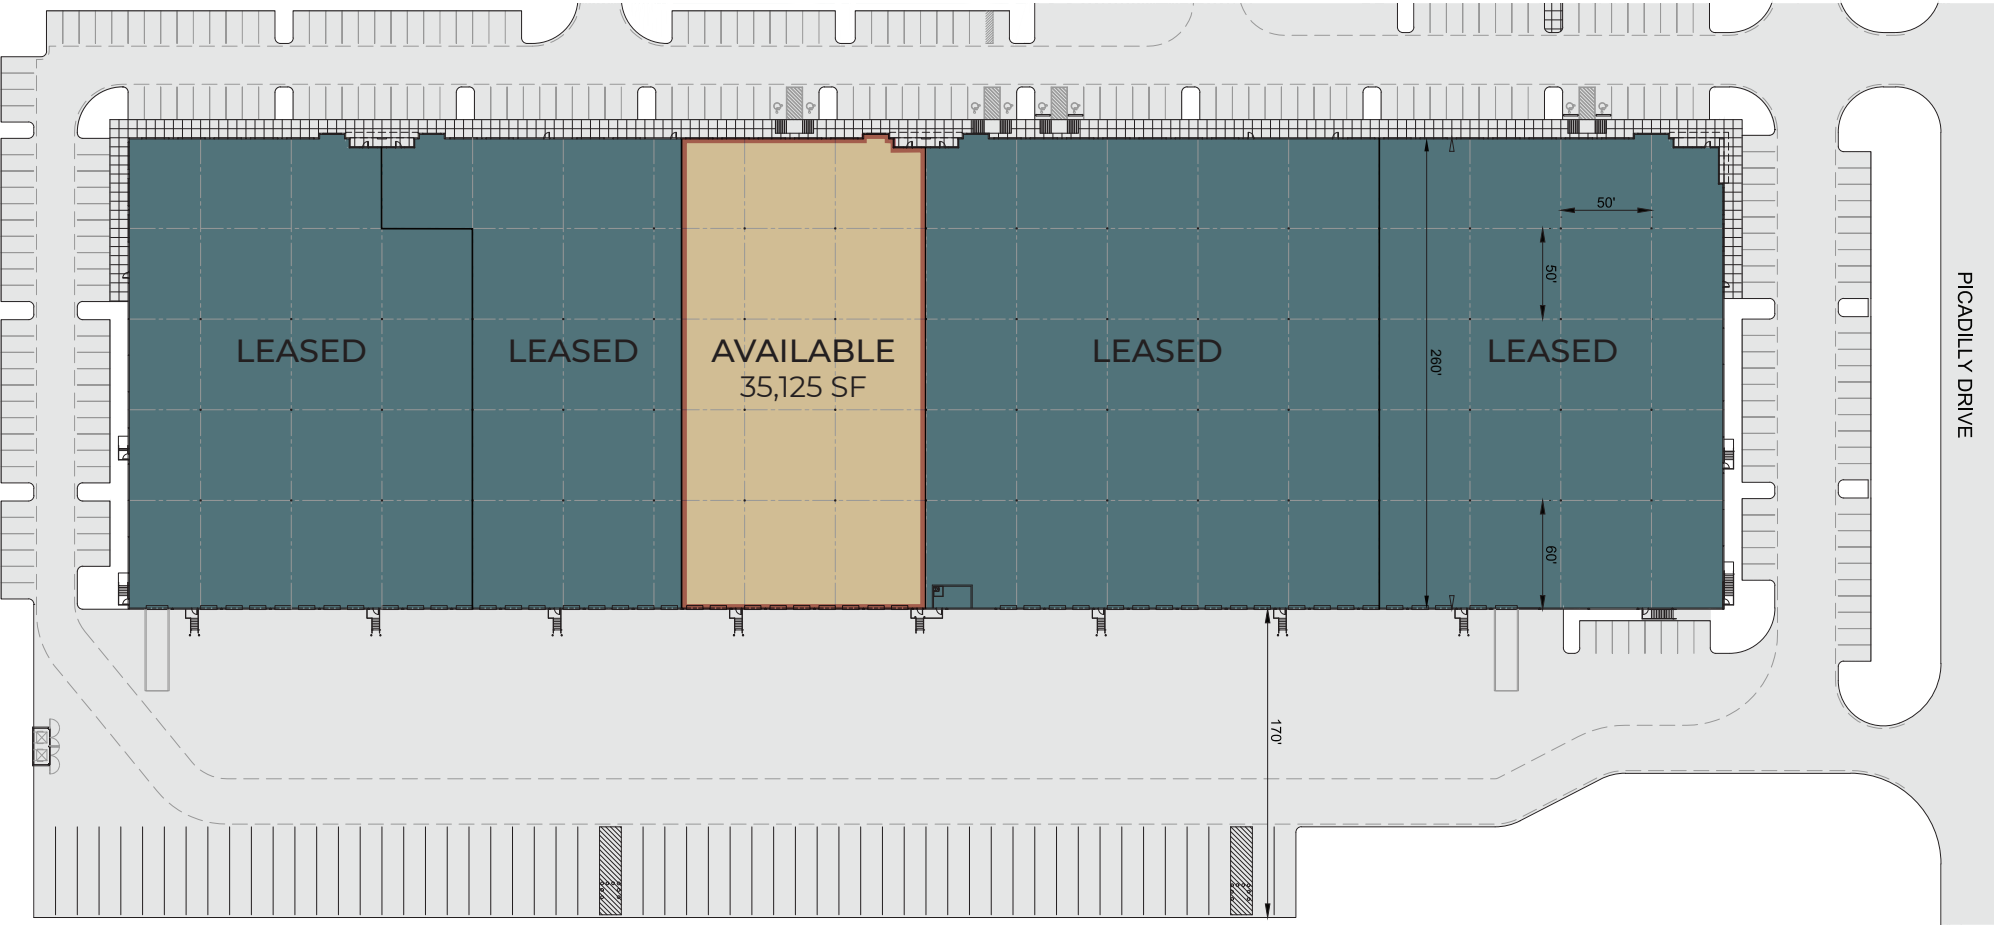 50'
50'
PICADILLY DRIVE
LEASED
LEASED
AVAILABLE
35,125 SF
LEASED
260'
LEASED
60'
170'